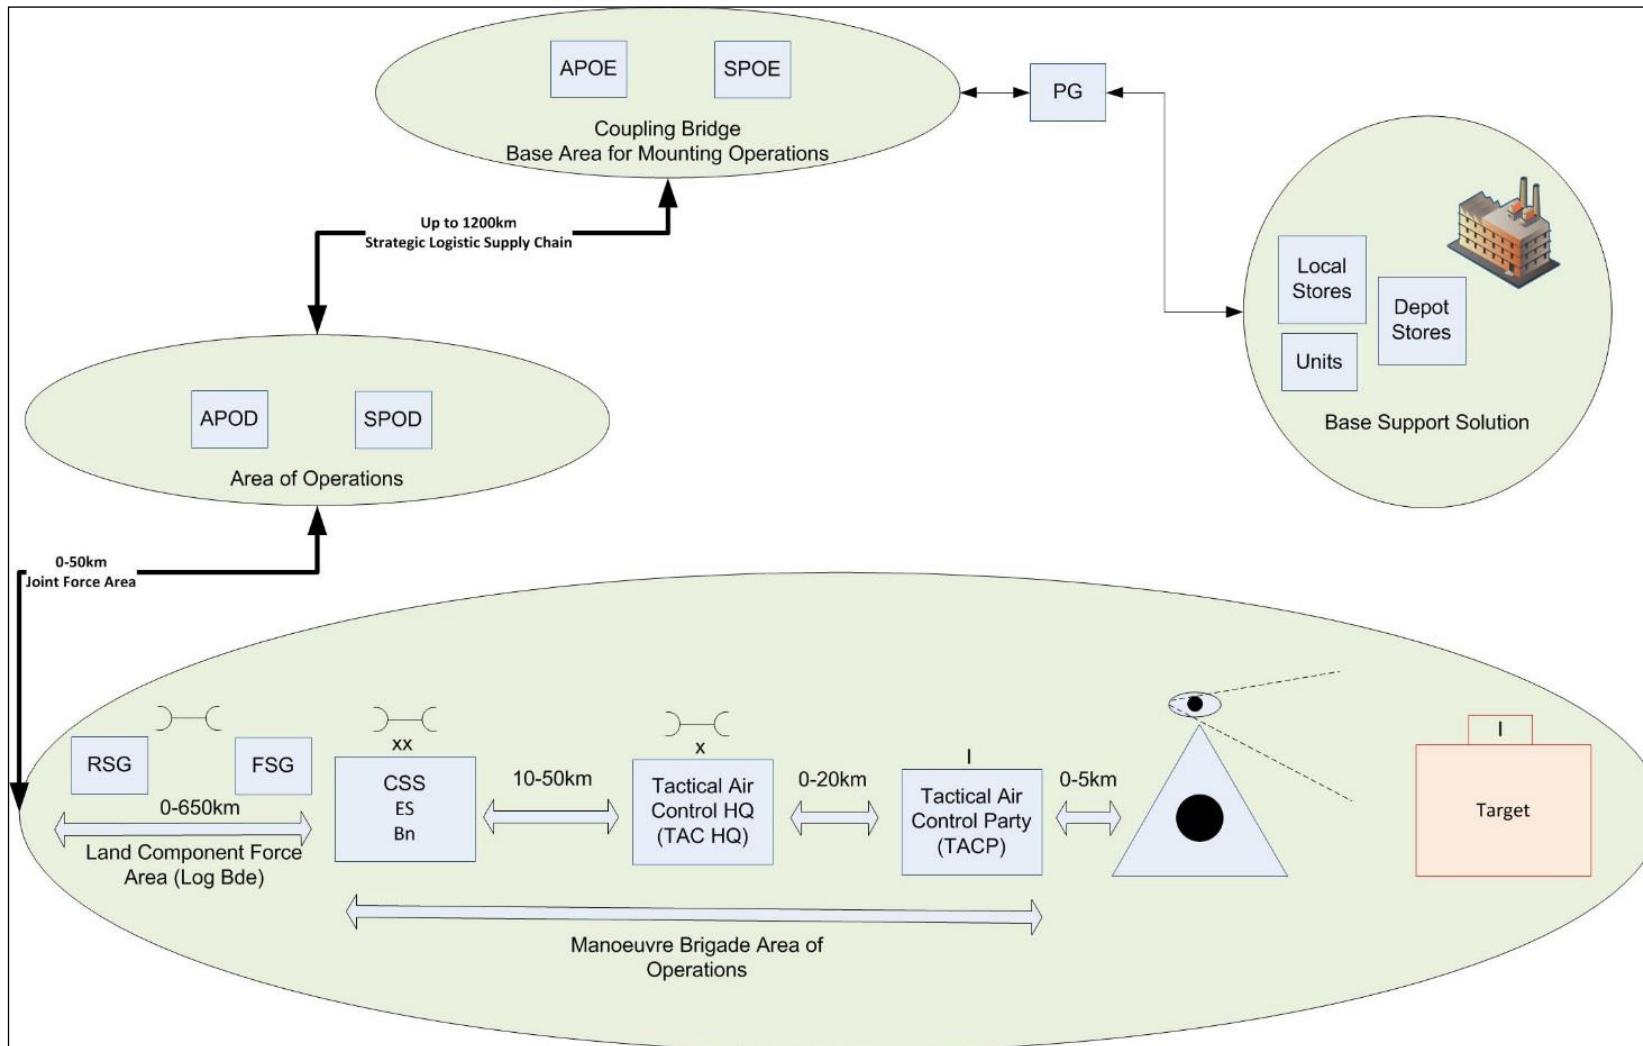 APOE
SPOE
Coupling Bridge
Base Area for Mounting Operations
PG
Up to 1200km
Strategic Logistic Supply Chain
Local
Stores
Depot
Stores
Units
Base Support Solution
APOD
SPOD
Area of Operations
0-50km
Joint Force Area
RSG
FSG
0-650km
Land Component Force
Area (Log Bde)
xx
CSS
ES
Bn
10-50km
x
Tactical Air
Control HQ
(TAC HQ)
0-20km
I
Tactical Air
Control Party
(TACP)
0-5km
I
Target
Manoeuvre Brigade Area of
Operations